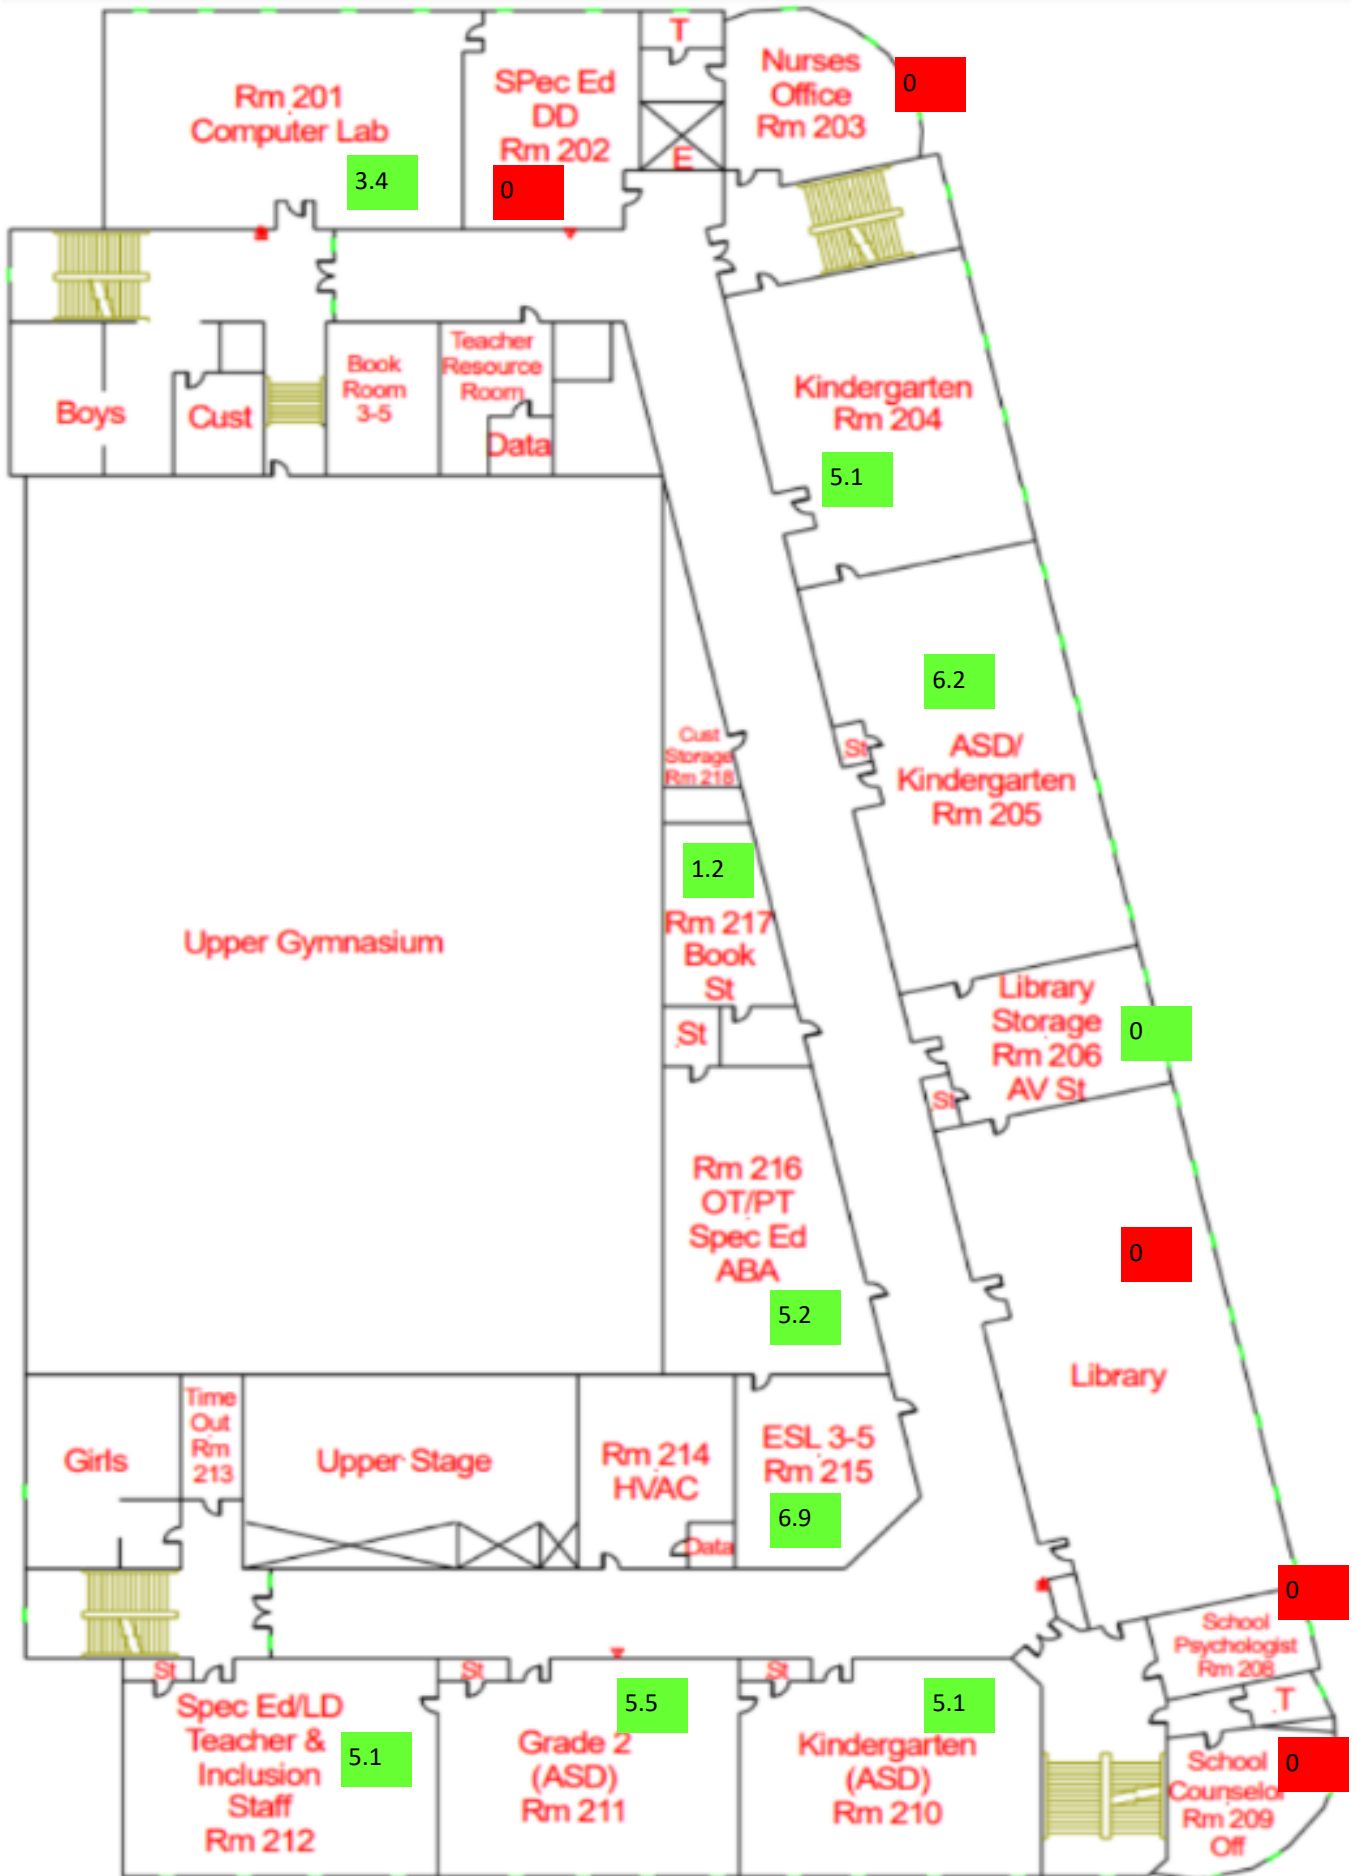 T
Nurses
Office
Rm 203
0
Rm 201
Computer Lab
3.4
SPec Ed
DD
Rm 202
0
E
Boys
Cust
Book
Room
3-5
Teacher
Resource
Room
Data
Kindergarten
Rm 204
5.1
6.2
ASD/
Kindergarten
Rm 205
St
Cust
Storage
Rm 218
1.2
Rm 217
Book
St
St
Upper Gymnasium
Library
Storage
Rm 206
AV St
0
St
Rm 216
OT/PT
Spec Ed
ABA
5.2
0
Library
Girls
Time
Out
Rm
213
Upper Stage
Rm 214
HVAC
Data
ESL 3-5
Rm 215
6.9
0
School
Psychologist
Rm 208
T
St
Spec Ed/LD
Teacher &
Inclusion
Staff
Rm 212
5.1
St
5.5
Grade 2
(ASD)
Rm 211
St
5.1
Kindergarten
(ASD)
Rm 210
School
Counselor
Rm 209
Off
0